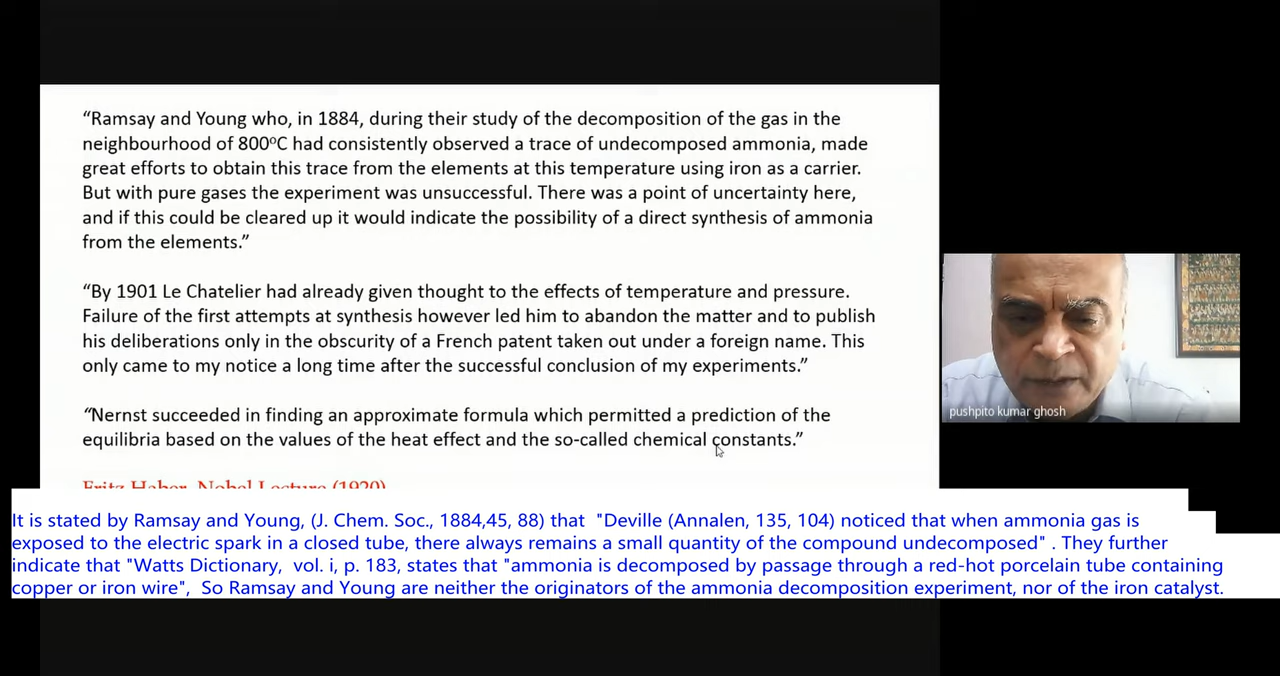 “Ramsay and Young who, in 1884, during their study of the decomposition of the gas in the
neighbourhood of 800⁰C had consistently observed a trace of undecomposed ammonia, made
great efforts to obtain this trace from the elements at this temperature using iron as a carrier.
But with pure gases the experiment was unsuccessful. There was a point of uncertainty here,
and if this could be cleared up it would indicate the possibility of a direct synthesis of ammonia
from the elements.”
“By 1901 Le Chatelier had already given thought to the effects of temperature and pressure.
Failure of the first attempts at synthesis however led him to abandon the matter and to publish
his deliberations only in the obscurity of a French patent taken out under a foreign name. This
only came to my notice a long time after the successful conclusion of my experiments.”
“Nernst succeeded in finding an approximate formula which permitted a prediction of the
equilibria based on the values of the heat effect and the so-called chemical constants.”
Fritz Haber, Nobel Lecture (1920)
pushpito kumar ghosh
It is stated by Ramsay and Young, (J. Chem. Soc., 1884,45, 88) that "Deville (Annalen, 135, 104) noticed that when ammonia gas is
exposed to the electric spark in a closed tube, there always remains a small quantity of the compound undecomposed" . They further
indicate that "Watts Dictionary, vol. i, p. 183, states that "ammonia is decomposed by passage through a red-hot porcelain tube containing
copper or iron wire", So Ramsay and Young are neither the originators of the ammonia decomposition experiment, nor of the iron catalyst.